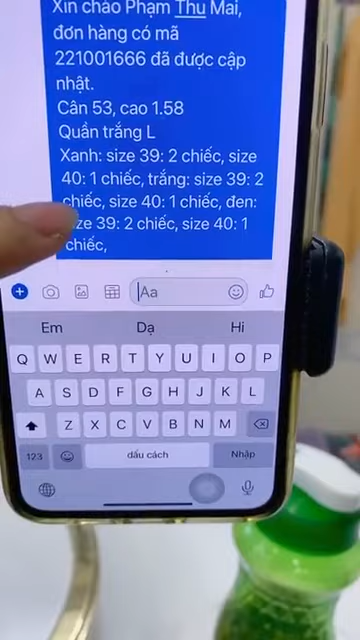 Xin chào Phạm Thu Mai,
đơn hàng có mã
221001666 đã được cập
nhật.
Cân 53, cao 1.58
Quần trắng L
Xanh: size 39: 2 chiếc, size
40: 1 chiếc, trắng: size 39: 2
chiếc, size 40: 1 chiếc, đen:
size 39: 2 chiếc, size 40: 1
chiếc,
Aa
Em Dạ Hi
Q W E R T Y U I O P
A S D F G H J K L
Z X C V B N M
123 dấu cách Nhập